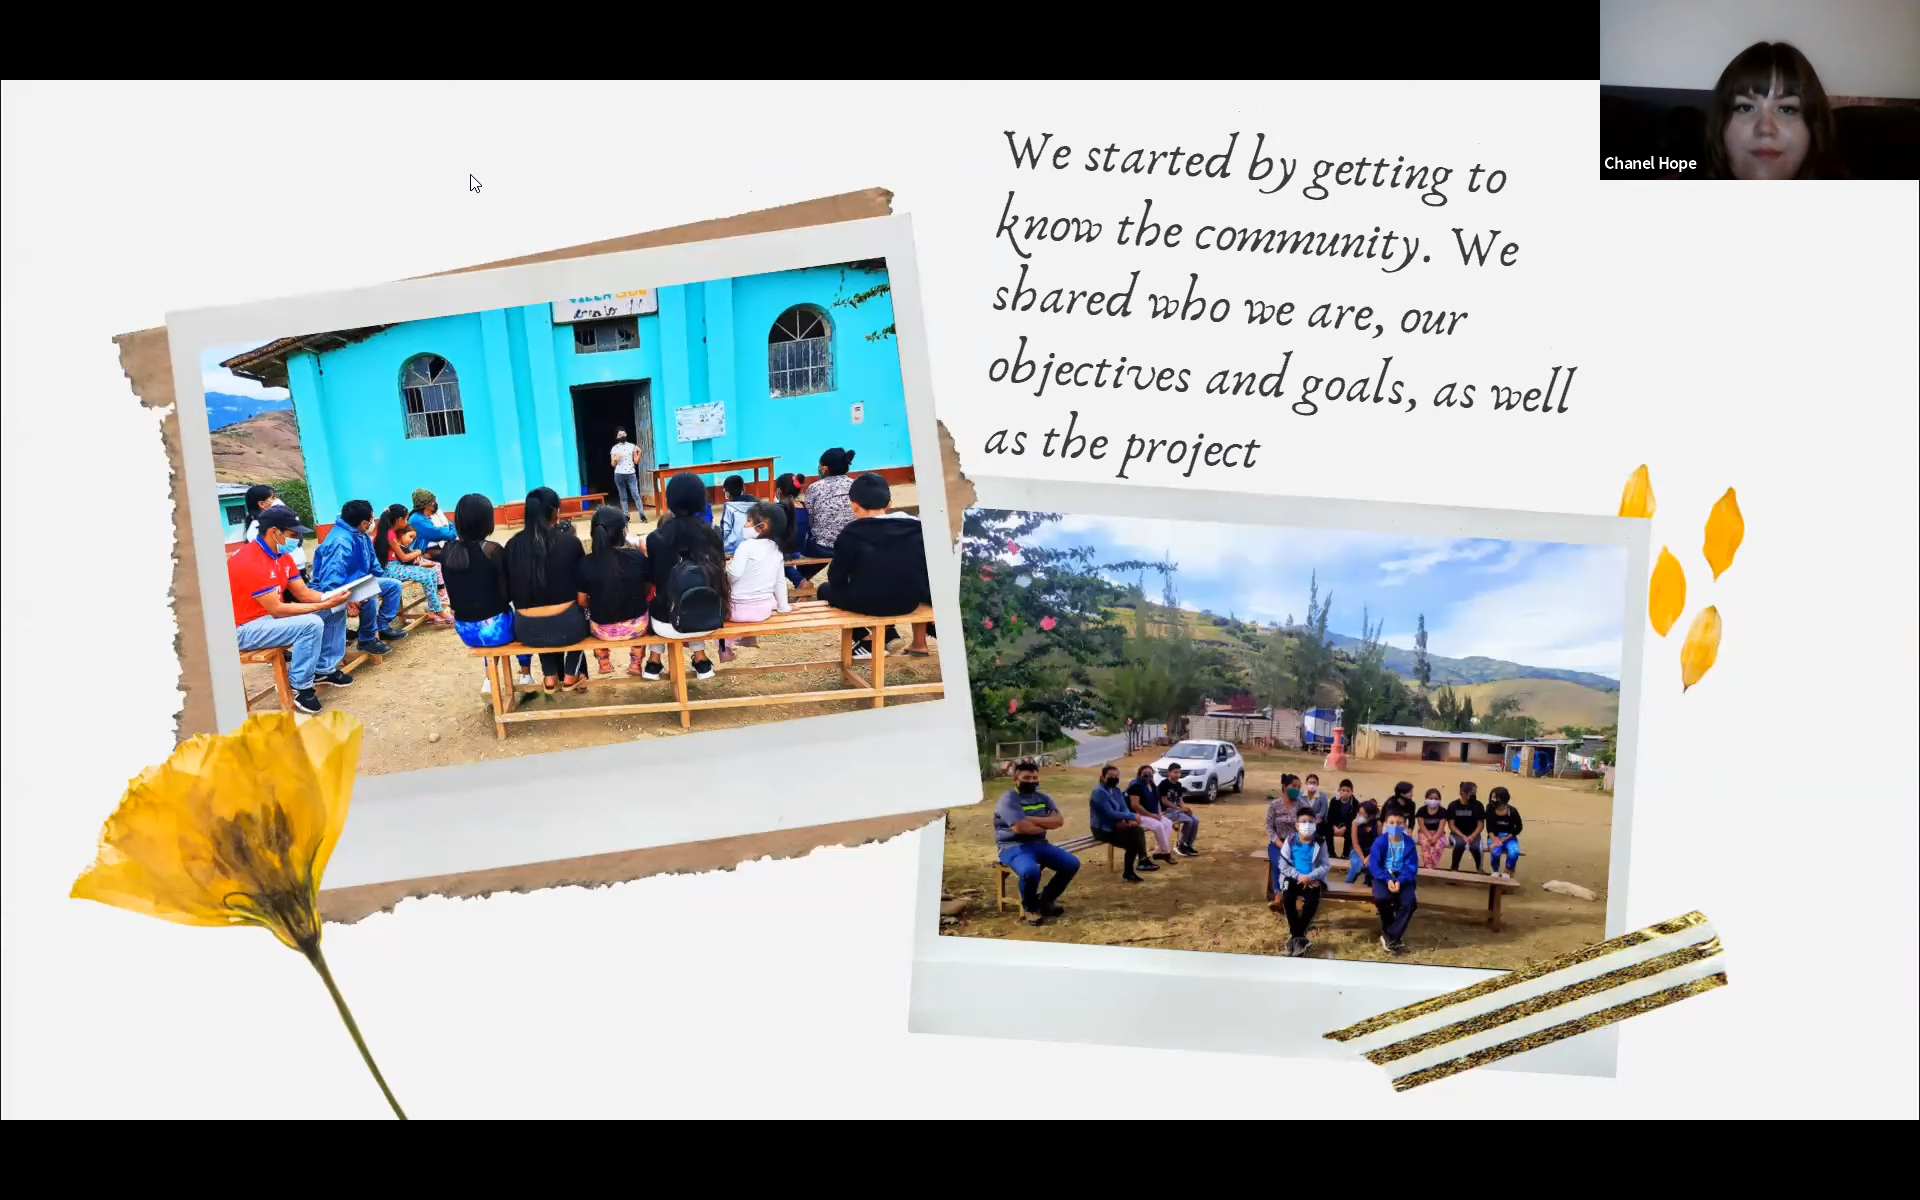 We started by getting to
know the community. We
shared who we are, our
objectives and goals, as well
as the project
Chanel Hope